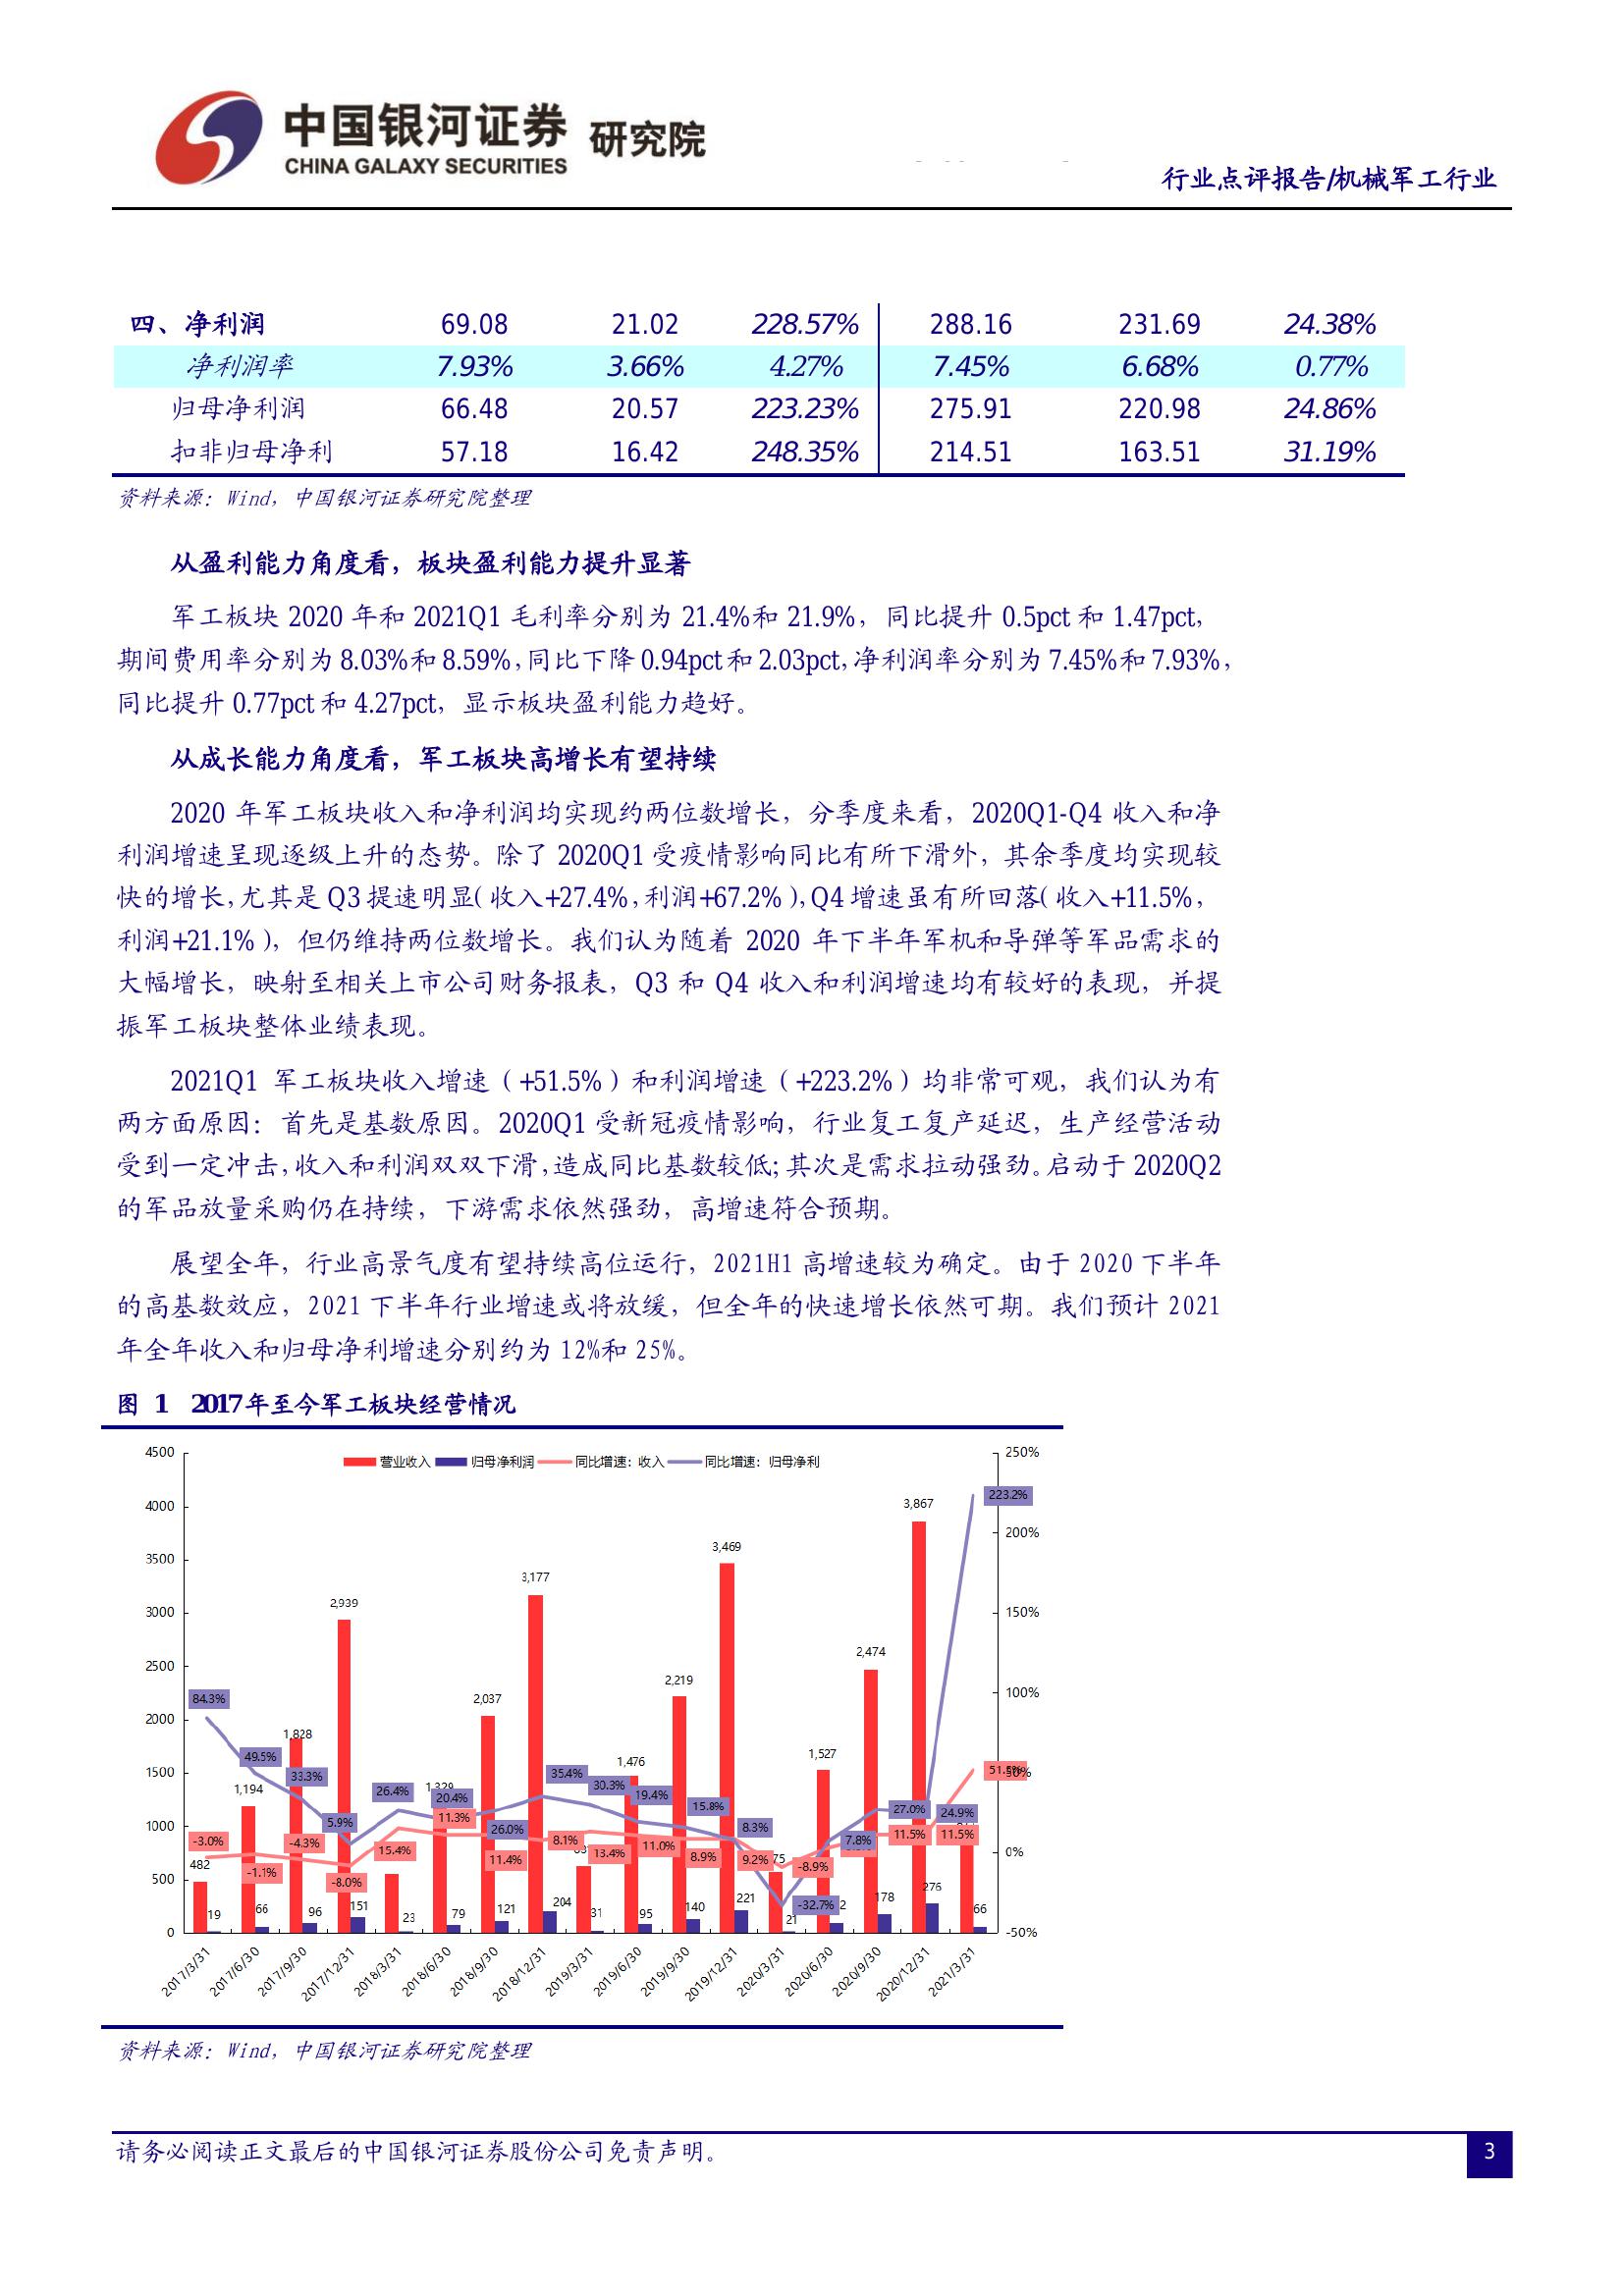 中国银河证券 研究院
CHINA GALAXY SECURITIES
行业点评报告/机械军工行业
四、净利润 69.08 21.02 228.57% 288.16 231.69 24.38%
净利润率 7.93% 3.66% 4.27% 7.45% 6.68% 0.77%
归母净利润 66.48 20.57 223.23% 275.91 220.98 24.86%
扣非归母净利 57.18 16.42 248.35% 214.51 163.51 31.19%
资料来源：Wind，中国银河证券研究院整理
从盈利能力角度看，板块盈利能力提升显著
军工板块 2020 年和 2021Q1 毛利率分别为 21.4%和 21.9%，同比提升 0.5pct 和 1.47pct，
期间费用率分别为 8.03%和 8.59%，同比下降 0.94pct 和 2.03pct，净利润率分别为 7.45%和 7.93%，
同比提升 0.77pct 和 4.27pct，显示板块盈利能力趋好。
从成长能力角度看，军工板块高增长有望持续
2020 年军工板块收入和净利润均实现约两位数增长，分季度来看，2020Q1-Q4 收入和净
利润增速呈现逐级上升的态势。除了 2020Q1 受疫情影响同比有所下滑外，其余季度均实现较
快的增长，尤其是 Q3 提速明显（收入+27.4%，利润+67.2%），Q4 增速虽有所回落（收入+11.5%，
利润+21.1%），但仍维持两位数增长。我们认为随着 2020 年下半年军机和导弹等军品需求的
大幅增长，映射至相关上市公司财务报表，Q3 和 Q4 收入和利润增速均有较好的表现，并提
振军工板块整体业绩表现。
2021Q1 军工板块收入增速（+51.5%）和利润增速（+223.2%）均非常可观，我们认为有
两方面原因：首先是基数原因。2020Q1 受新冠疫情影响，行业复工复产延迟，生产经营活动
受到一定冲击，收入和利润双双下滑，造成同比基数较低；其次是需求拉动强劲。启动于 2020Q2
的军品放量采购仍在持续，下游需求依然强劲，高增速符合预期。
展望全年，行业高景气度有望持续高位运行，2021H1 高增速较为确定。由于 2020 下半年
的高基数效应，2021 下半年行业增速或将放缓，但全年的快速增长依然可期。我们预计 2021
年全年收入和归母净利增速分别约为 12%和 25%。
图 1 2017年至今军工板块经营情况
营业收入 归母净利润 同比增速：收入 同比增速：归母净利
4500 4000 3500 3000 2500 2000 1500 1000 500 0
250% 200% 150% 100% 50% 0% -50%
482 1,194 1,828 2,939 1,329 2,037 3,177 1,476 2,219 3,469 1,527 2,474 3,867
19 66 96 151 23 79 121 204 31 95 140 221 21 178 276 66
84.3% 49.5% 33.3% 5.9% 26.4% 20.4% 26.0% 35.4% 30.3% 19.4% 15.8% 8.3% -32.7% 7.8% 27.0% 24.9% 223.2%
-3.0% -1.1% -4.3% -8.0% 15.4% 11.3% 11.4% 8.1% 13.4% 11.0% 8.9% 9.2% -8.9% 11.5% 11.5% 51.5%
2017/3/31 2017/6/30 2017/9/30 2017/12/31 2018/3/31 2018/6/30 2018/9/30 2018/12/31 2019/3/31 2019/6/30 2019/9/30 2019/12/31 2020/3/31 2020/6/30 2020/9/30 2020/12/31 2021/3/31
资料来源：Wind，中国银河证券研究院整理
请务必阅读正文最后的中国银河证券股份公司免责声明。
3